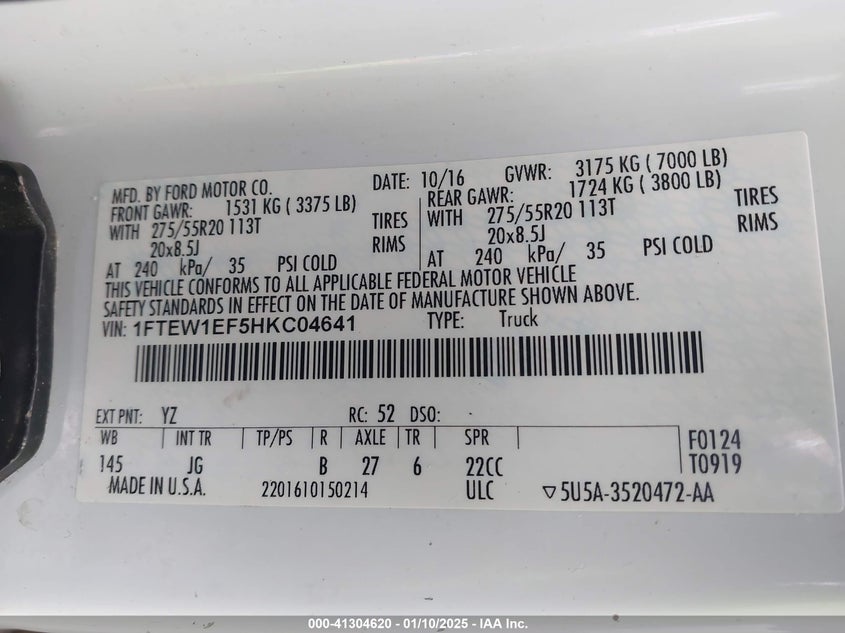 MFD. BY FORD MOTOR CO. DATE: 10/16 GVWR: 3175 KG ( 7000 LB)
FRONT GAWR: 1531 KG ( 3375 LB) REAR GAWR: 1724 KG ( 3800 LB)
WITH 275/55R20 113T TIRES WITH 275/55R20 113T TIRES
20x8.5J RIMS 20x8.5J RIMS
AT 240 kPa/ 35 PSI COLD AT 240 kPa/ 35 PSI COLD
THIS VEHICLE CONFORMS TO ALL APPLICABLE FEDERAL MOTOR VEHICLE
SAFETY STANDARDS IN EFFECT ON THE DATE OF MANUFACTURE SHOWN ABOVE.
VIN: 1FTEW1EF5HKC04641 TYPE: Truck
EXT PNT: YZ RC: 52 DSO:
WB INT TR TP/PS R AXLE TR SPR F0124
145 JG B 27 6 22CC T0919
MADE IN U.S.A. 2201610150214 ULC ▽5U5A-3520472-AA
000-41304620 - 01/10/2025 - IAA Inc.